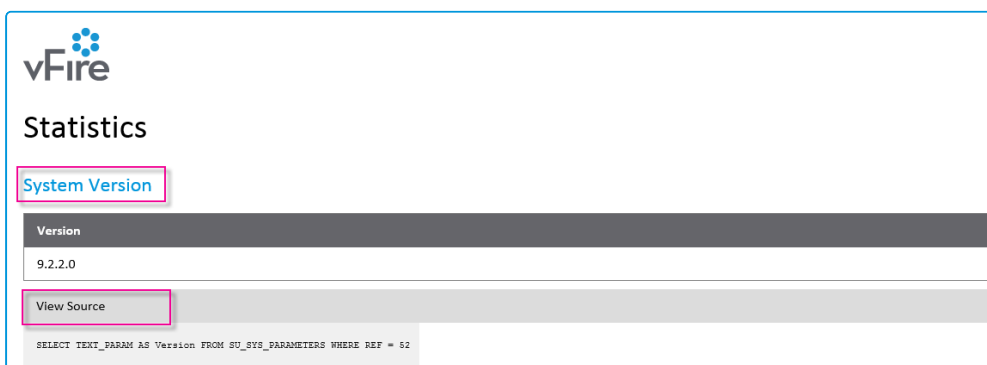 vFire
Statistics
System Version
Version
9.2.2.0
View Source
SELECT TEXT_PARAM AS Version FROM SU_SYS_PARAMETERS WHERE REF = 52